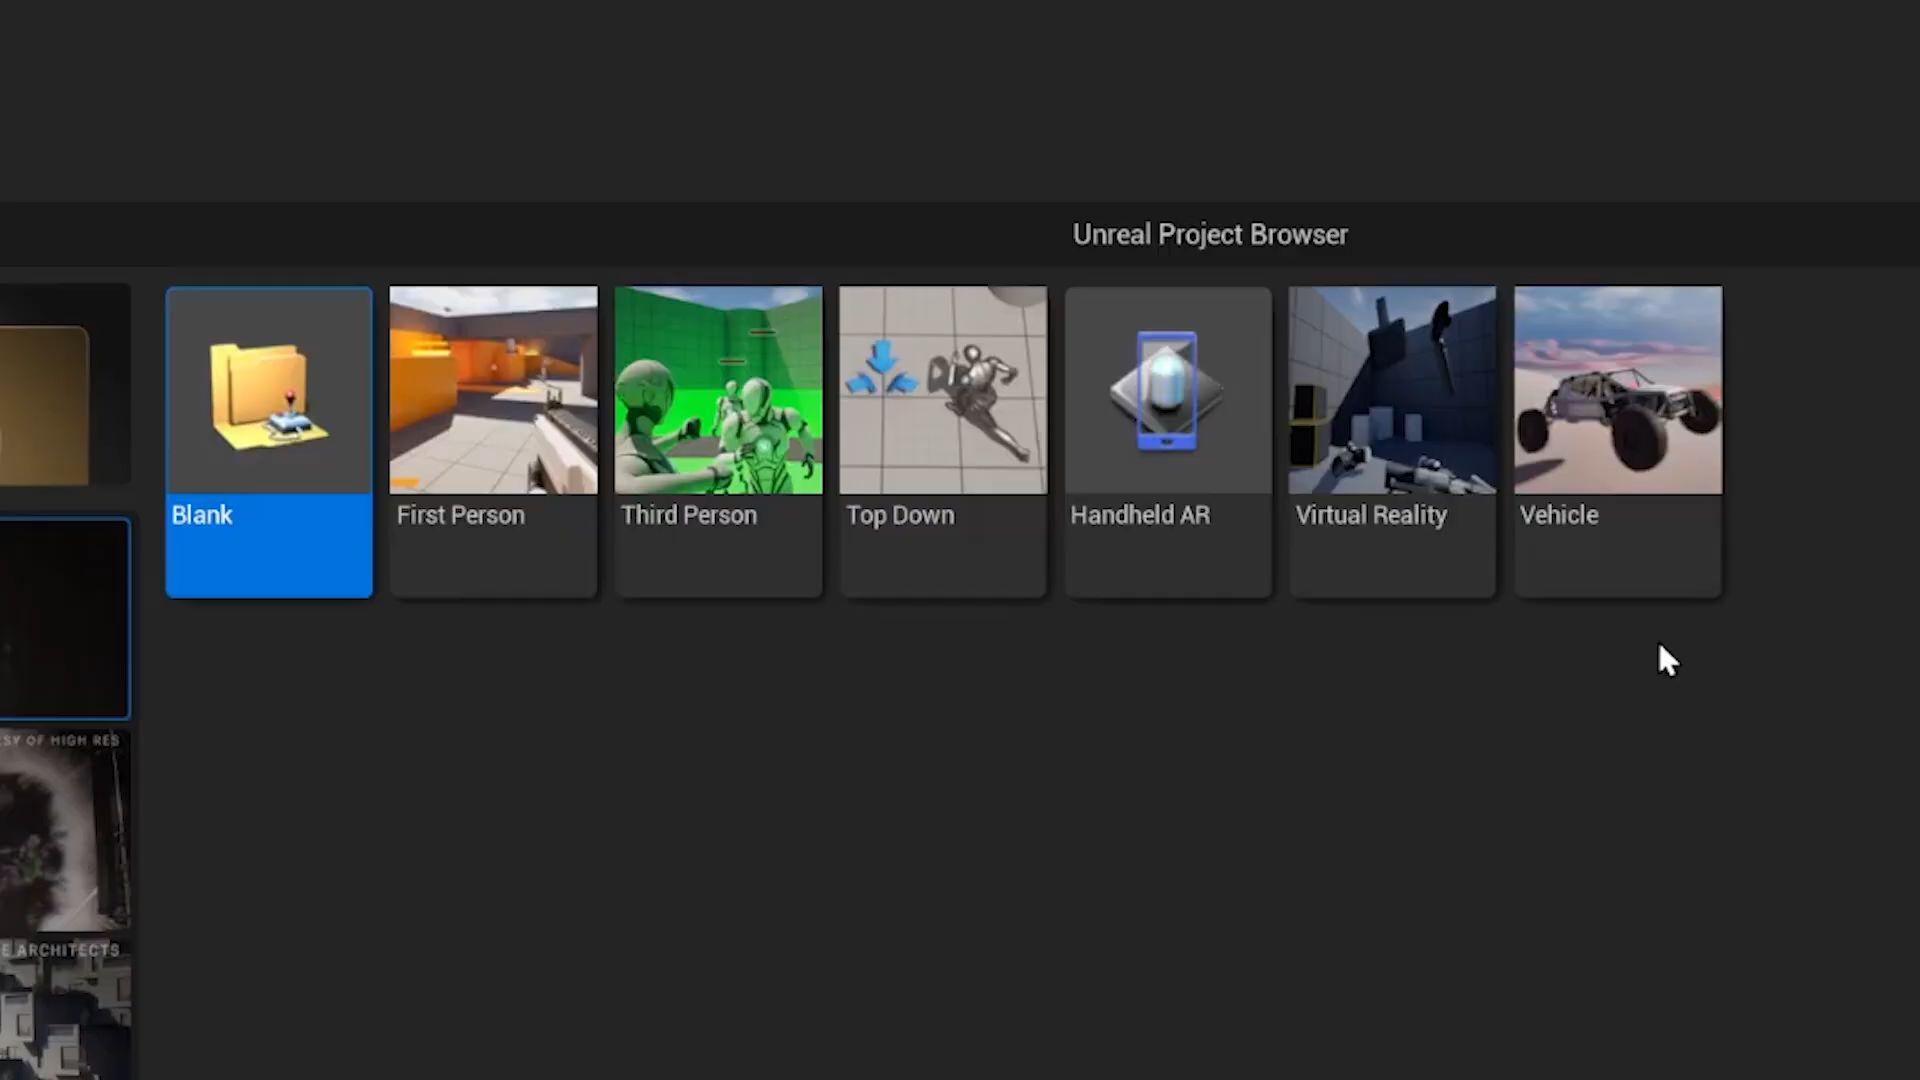 Unreal Project Browser
Blank
First Person
Third Person
Top Down
Handheld AR
Virtual Reality
Vehicle
SY OF HIGH RES
E ARCHITECTS